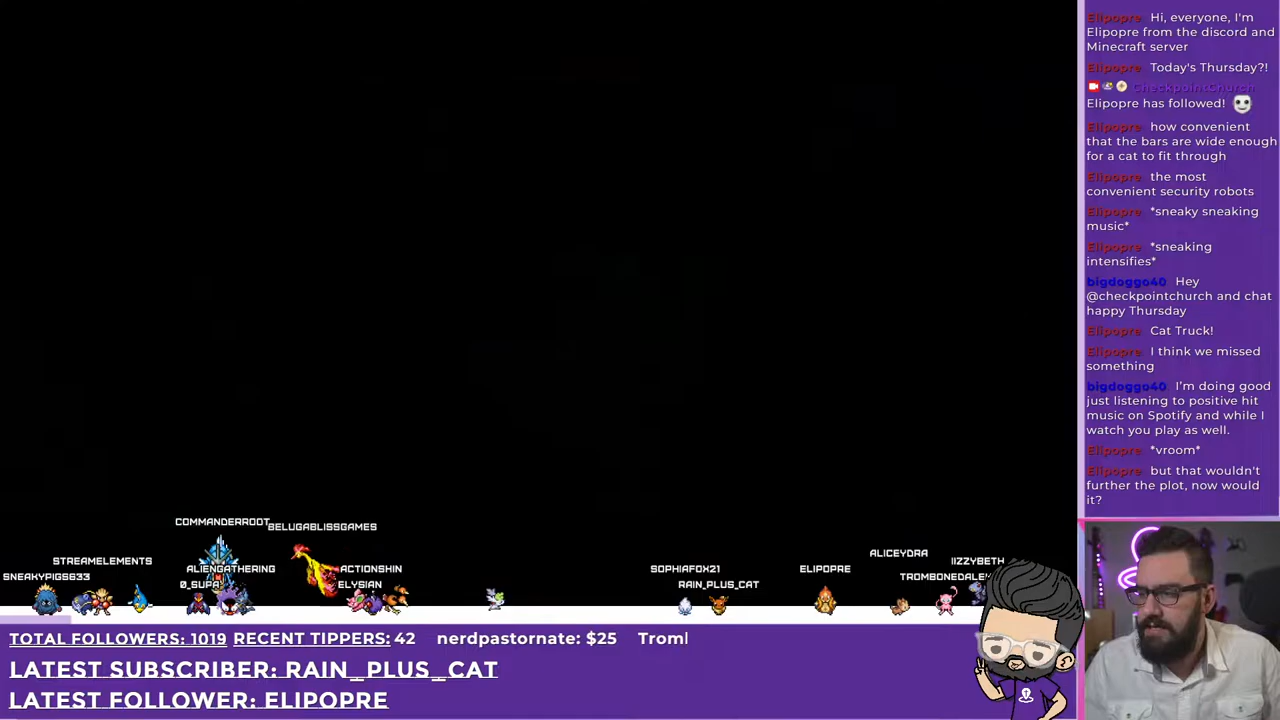 Elipopre Hi, everyone, I'm
Elipopre from the discord and
Minecraft server
Elipopre Today's Thursday?!
CheckpointChurch
Elipopre has followed!
Elipopre how convenient
that the bars are wide enough
for a cat to fit through
Elipopre the most
convenient security robots
Elipopre *sneaky sneaking
music*
Elipopre *sneaking
intensifies*
bigdoggo40 Hey
@checkpointchurch and chat
happy Thursday
Elipopre Cat Truck!
Elipopre I think we missed
something
bigdoggo40 I'm doing good
just listening to positive hit
music on Spotify and while I
watch you play as well.
Elipopre *vroom*
Elipopre but that wouldn't
further the plot, now would
it?
COMMANDERROOT
BELUGABLISSGAMES
STREAMELEMENTS
SNEAKYPIGS633
ALIENGATHERING
ACTIONSHIN
ELYSIAN
SOPHIAFOX21
RAIN_PLUS_CAT
ELIPOPRE
ALICEYDRA
IIZZYBETH
TOTAL FOLLOWERS: 1019 RECENT TIPPERS: 42 nerdpastornate: $25 Trom
LATEST SUBSCRIBER: RAIN_PLUS_CAT
LATEST FOLLOWER: ELIPOPRE